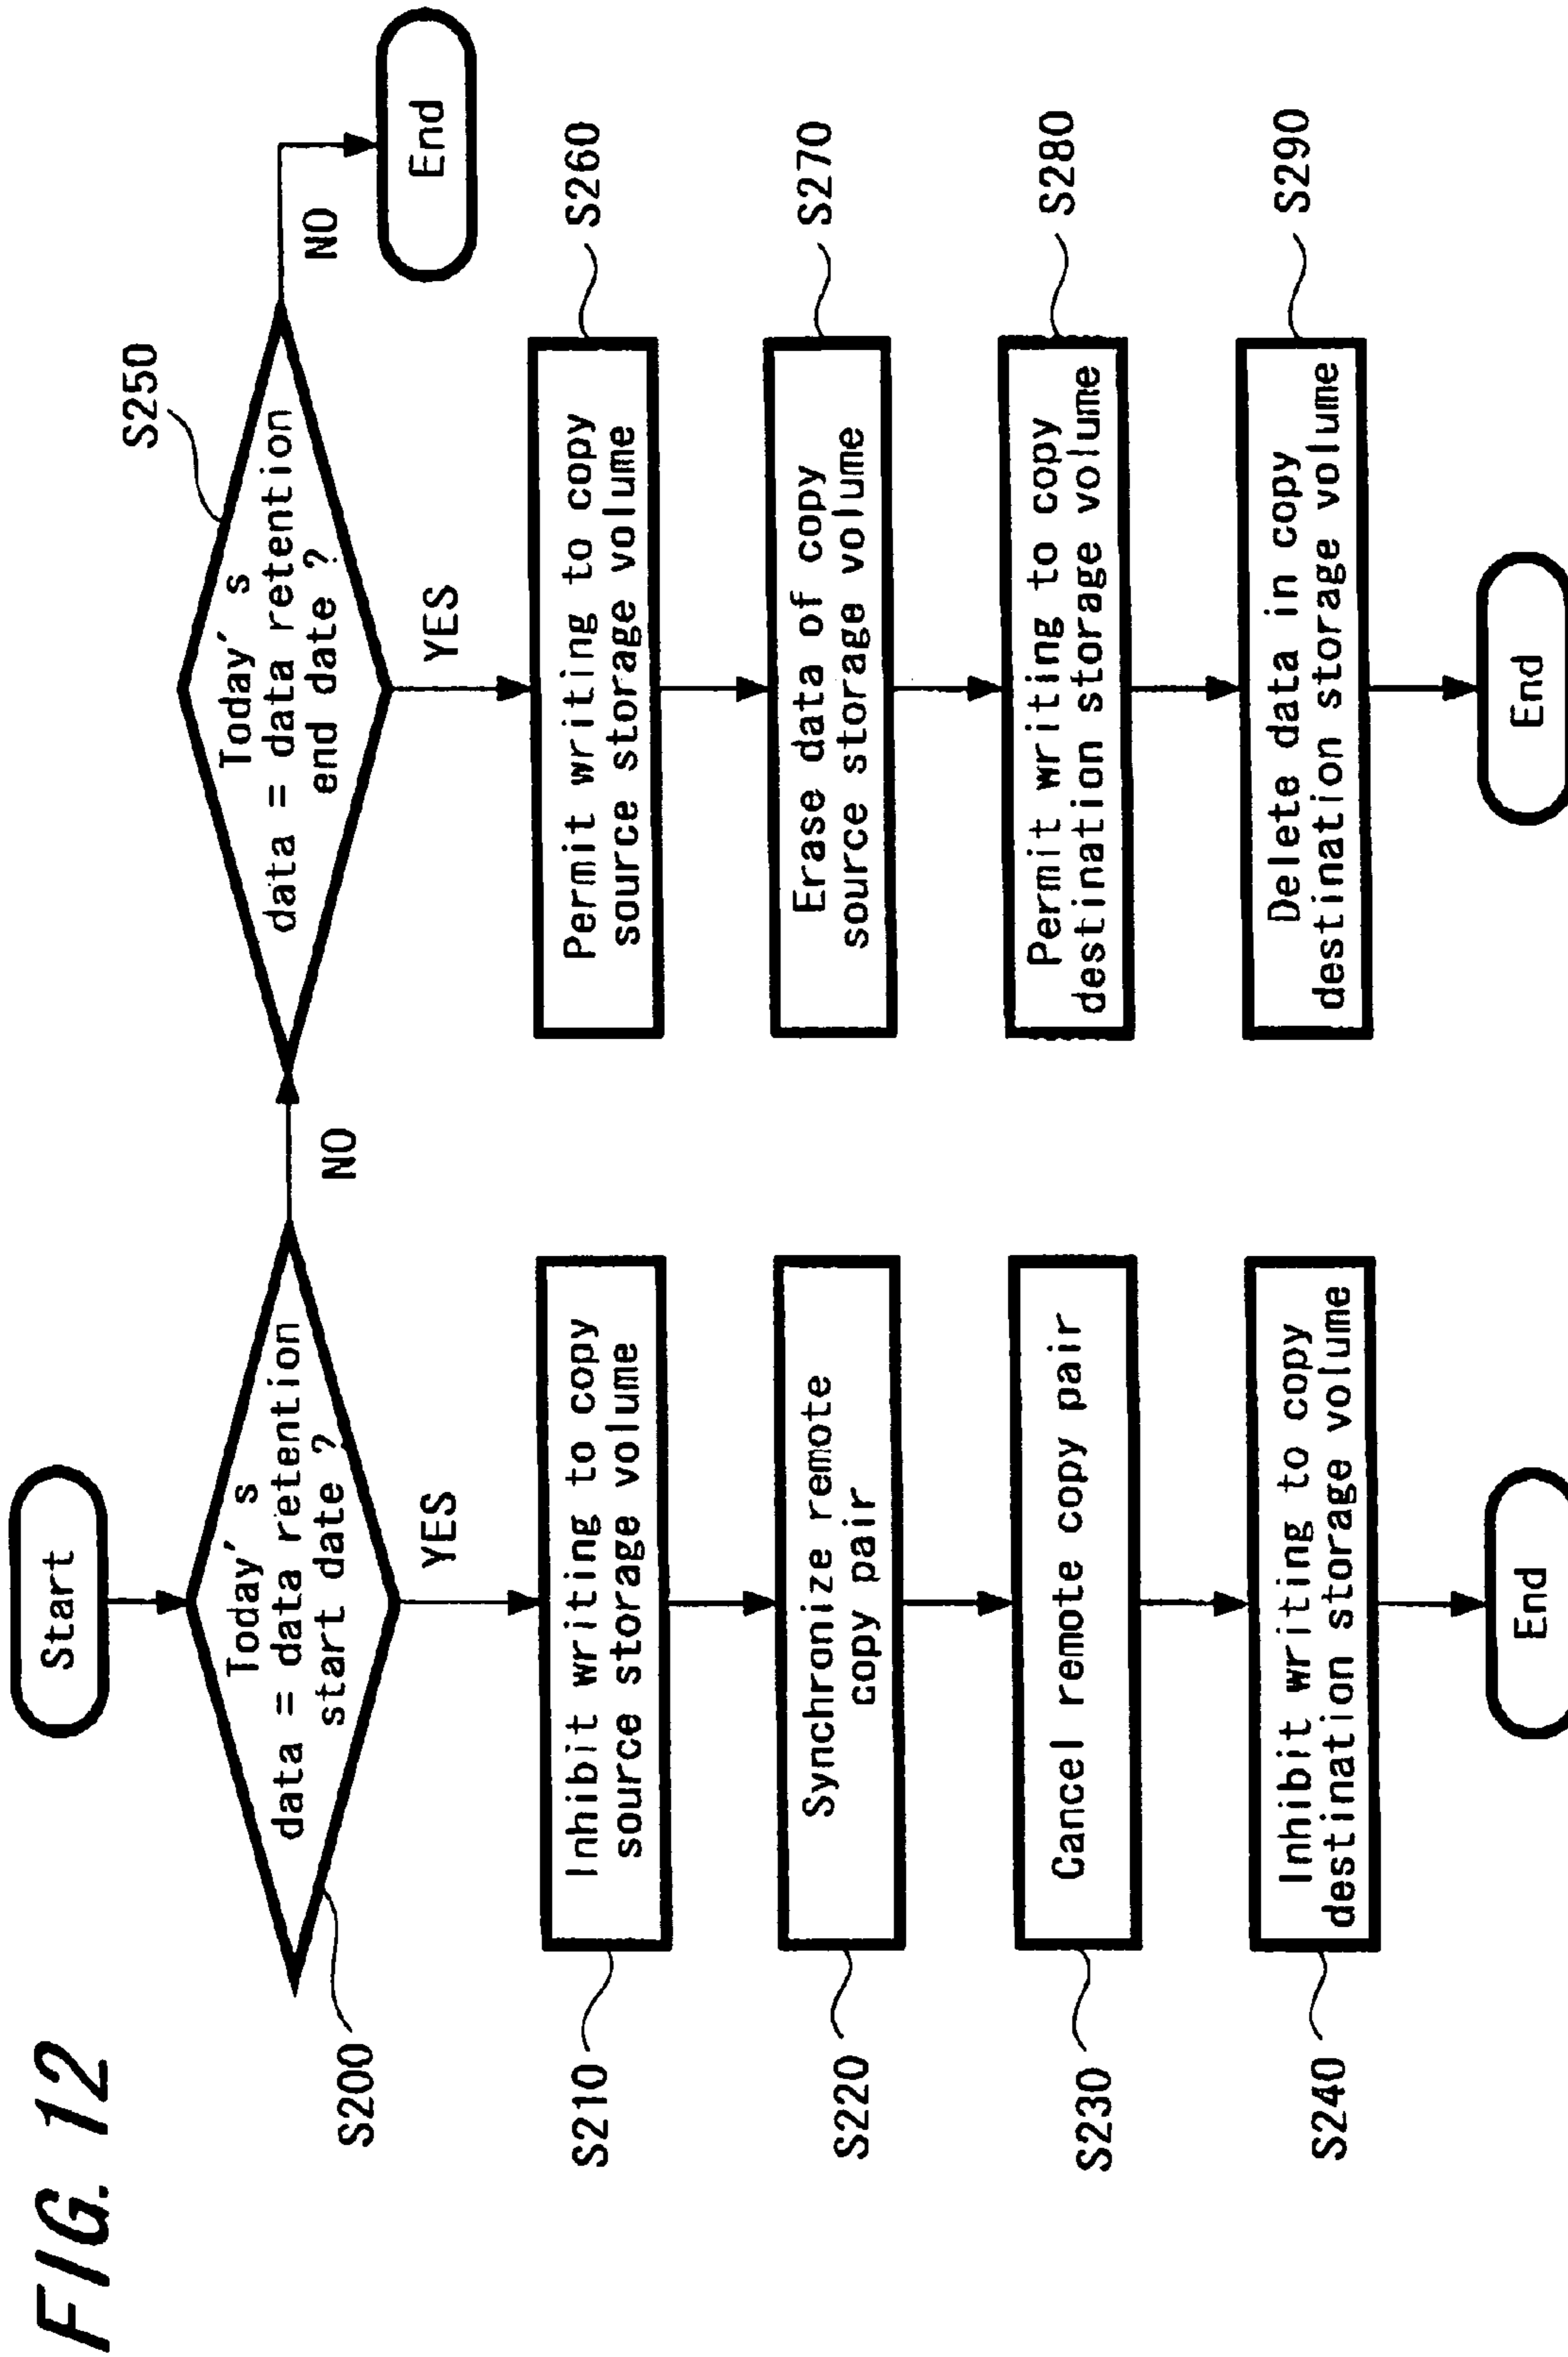 FIG. 12
Start
Today' s
data = data retention
start date ?
S200
NO
YES
Inhibit writing to copy
source storage volume
S210
Synchronize remote
copy pair
S220
Cancel remote copy pair
S230
Inhibit writing to copy
destination storage volume
S240
End
Today' s
data = data retention
end date ?
S250
NO
End
YES
Permit writing to copy
source storage volume
S260
Erase data of copy
source storage volume
S270
Permit writing to copy
destination storage volume
S280
Delete data in copy
destination storage volume
S290
End